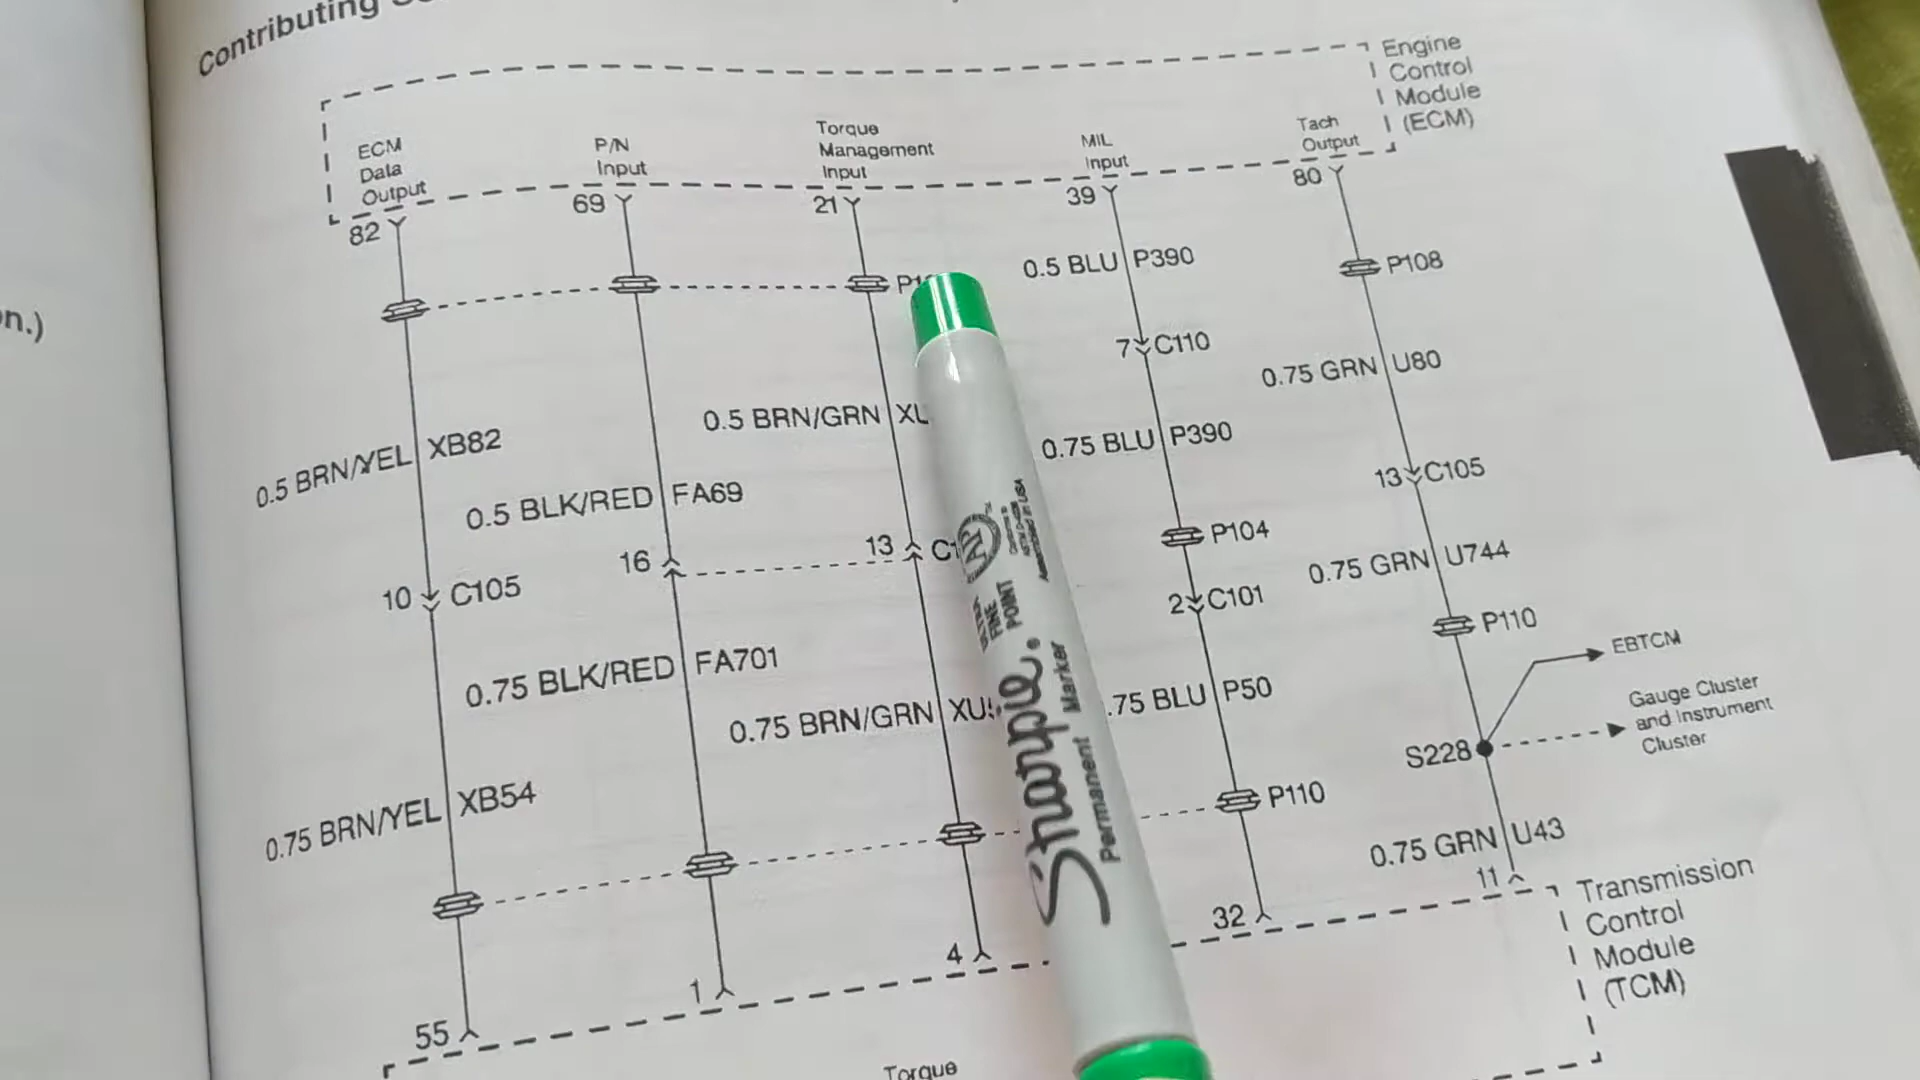 Contributing
Engine
Control
Module
(ECM)
ECM
Data
Output
P/N
Input
Torque
Management
Input
MIL
Input
Tach
Output
82
69
21
39
80
0.5 BLU P390
P108
7 C110
0.75 GRN U80
0.5 BRN/GRN
0.5 BRN/YEL XB82
0.75 BLU P390
0.5 BLK/RED FA69
13 C105
16
13
P104
0.75 GRN U744
10 C105
2 C101
P110
EBTCM
0.75 BLK/RED FA701
0.75 BRN/GRN
.75 BLU P50
Gauge Cluster
and Instrument
Cluster
S228
0.75 BRN/YEL XB54
P110
0.75 GRN U43
11
Transmission
Control
Module
(TCM)
32
4
1
55
Torque
n.)
Sharpie.
Permanent Marker
FINE
POINT
AP